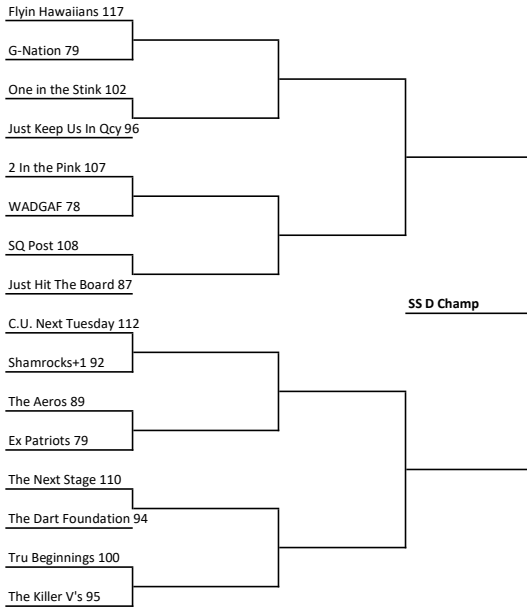 Flyin Hawaiians 117
G-Nation 79
One in the Stink 102
Just Keep Us In Qcy 96
2 In the Pink 107
WADGAF 78
SQ Post 108
Just Hit The Board 87
SS D Champ
C.U. Next Tuesday 112
Shamrocks+1 92
The Aeros 89
Ex Patriots 79
The Next Stage 110
The Dart Foundation 94
Tru Beginnings 100
The Killer V's 95